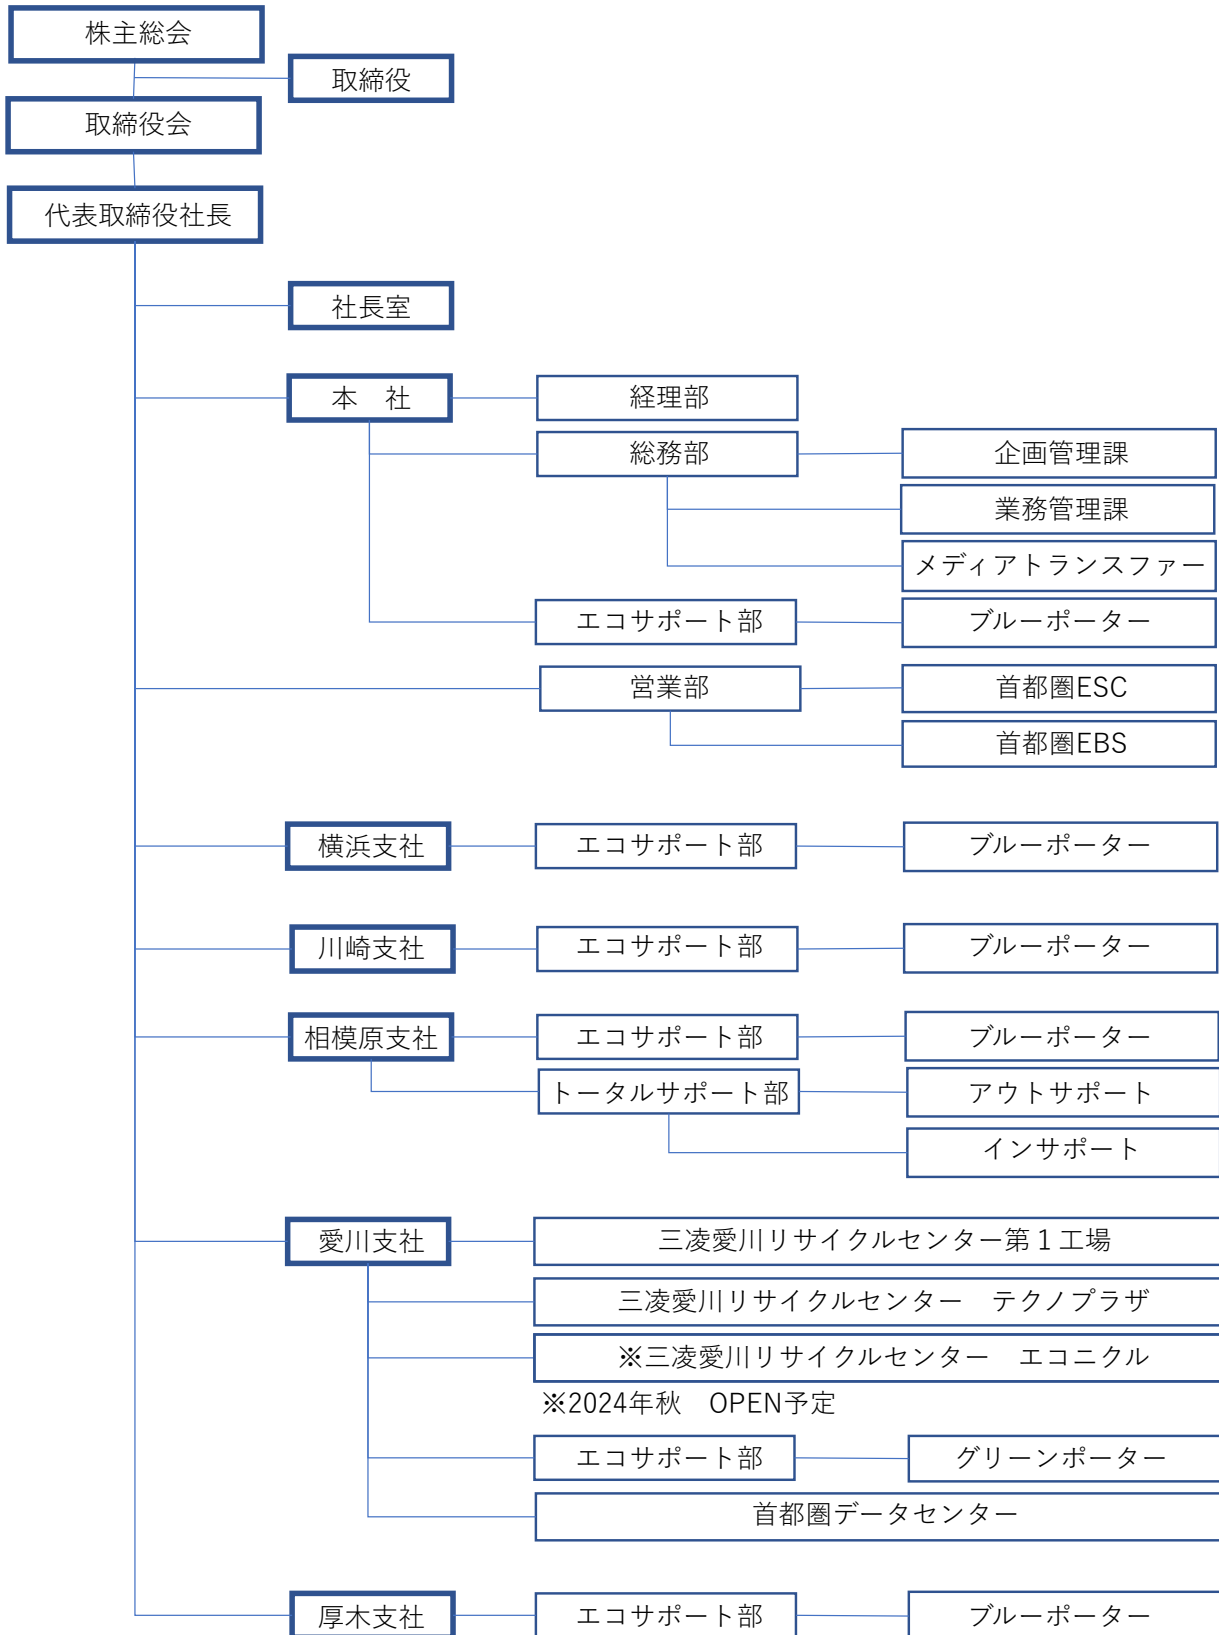 株主総会
取締役
取締役会
代表取締役社長
社長室
本　社
経理部
総務部
企画管理課
業務管理課
メディアトランスファー
エコサポート部
ブルーポーター
営業部
首都圏ESC
首都圏EBS
横浜支社
エコサポート部
ブルーポーター
川崎支社
エコサポート部
ブルーポーター
相模原支社
エコサポート部
ブルーポーター
トータルサポート部
アウトサポート
インサポート
愛川支社
三凌愛川リサイクルセンター第１工場
三凌愛川リサイクルセンター　テクノプラザ
※三凌愛川リサイクルセンター　エコニクル
※2024年秋　OPEN予定
エコサポート部
グリーンポーター
首都圏データセンター
厚木支社
エコサポート部
ブルーポーター